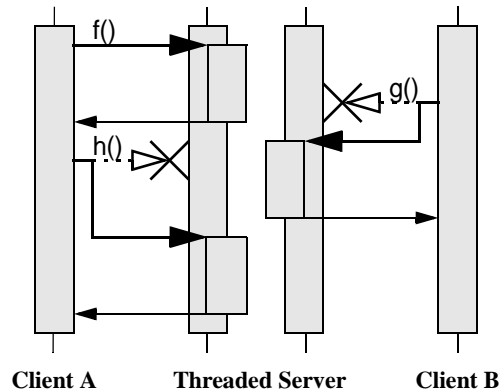 f()
g()
h()
Client A Threaded Server Client B